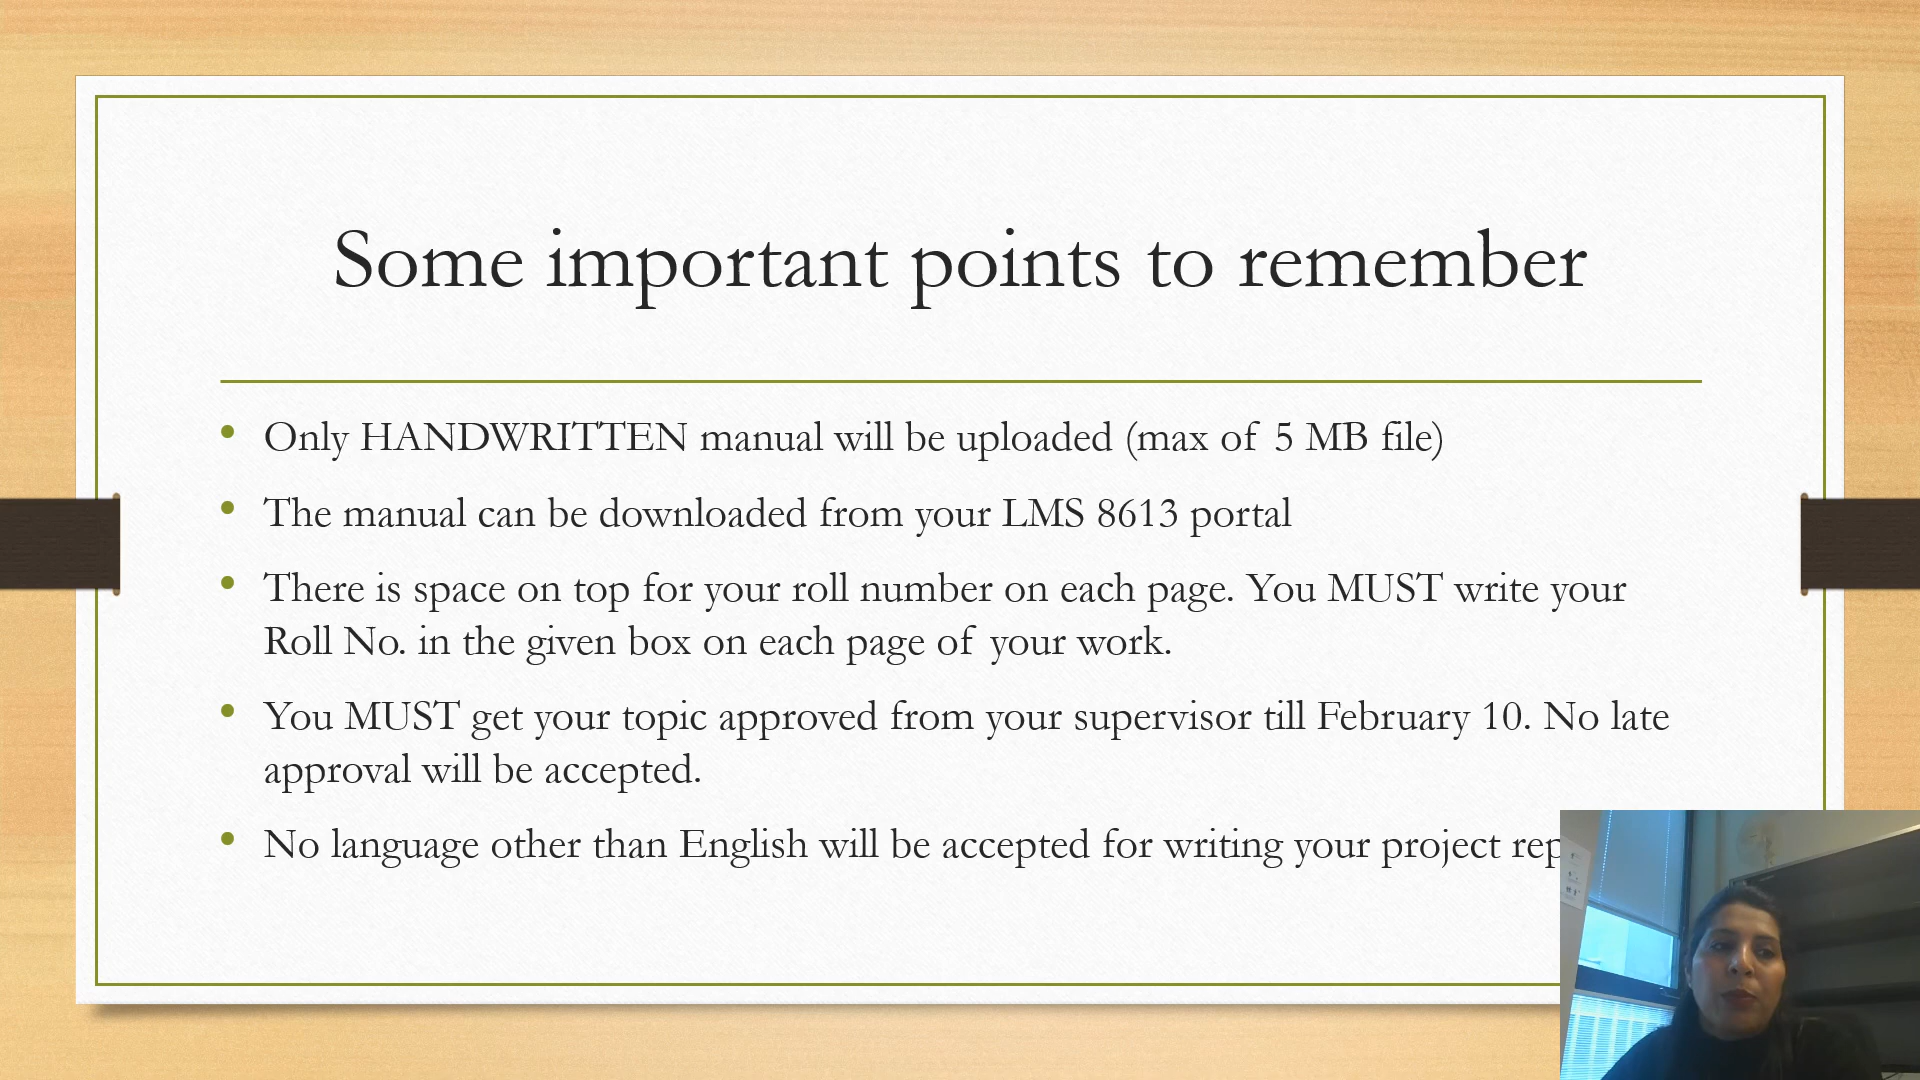 Some important points to remember
• Only HANDWRITTEN manual will be uploaded (max of 5 MB file)
• The manual can be downloaded from your LMS 8613 portal
• There is space on top for your roll number on each page. You MUST write your
Roll No. in the given box on each page of your work.
• You MUST get your topic approved from your supervisor till February 10. No late
approval will be accepted.
• No language other than English will be accepted for writing your project